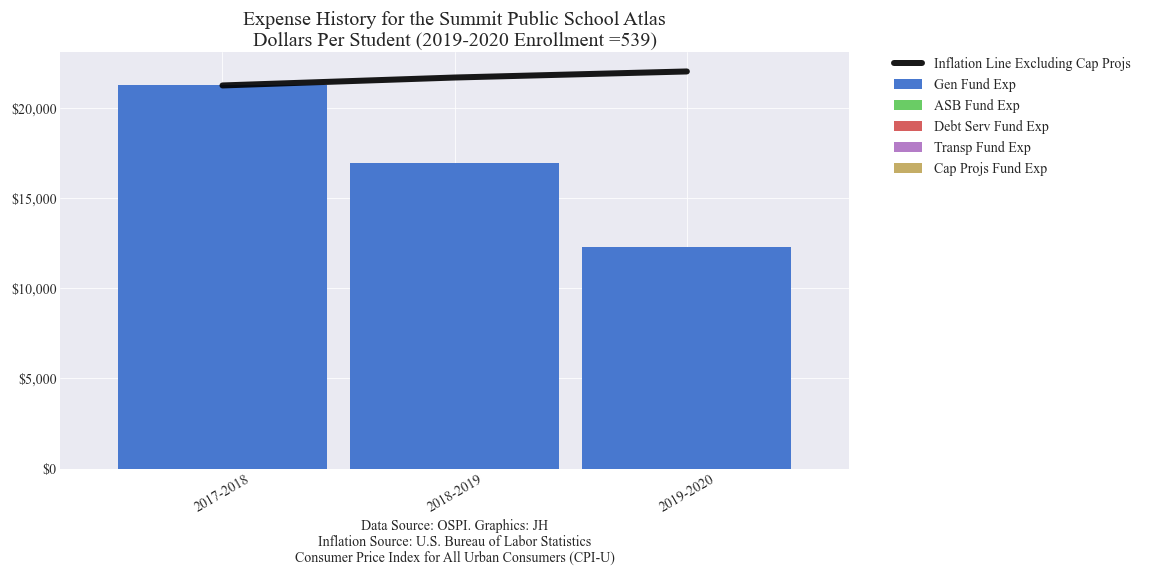 Expense History for the Summit Public School Atlas
Dollars Per Student (2019-2020 Enrollment =539)
Inflation Line Excluding Cap Projs
Gen Fund Exp
ASB Fund Exp
Debt Serv Fund Exp
Transp Fund Exp
Cap Projs Fund Exp
$20,000
$15,000
$10,000
$5,000
$0
2017-2018
2018-2019
2019-2020
Data Source: OSPI. Graphics: JH
Inflation Source: U.S. Bureau of Labor Statistics
Consumer Price Index for All Urban Consumers (CPI-U)